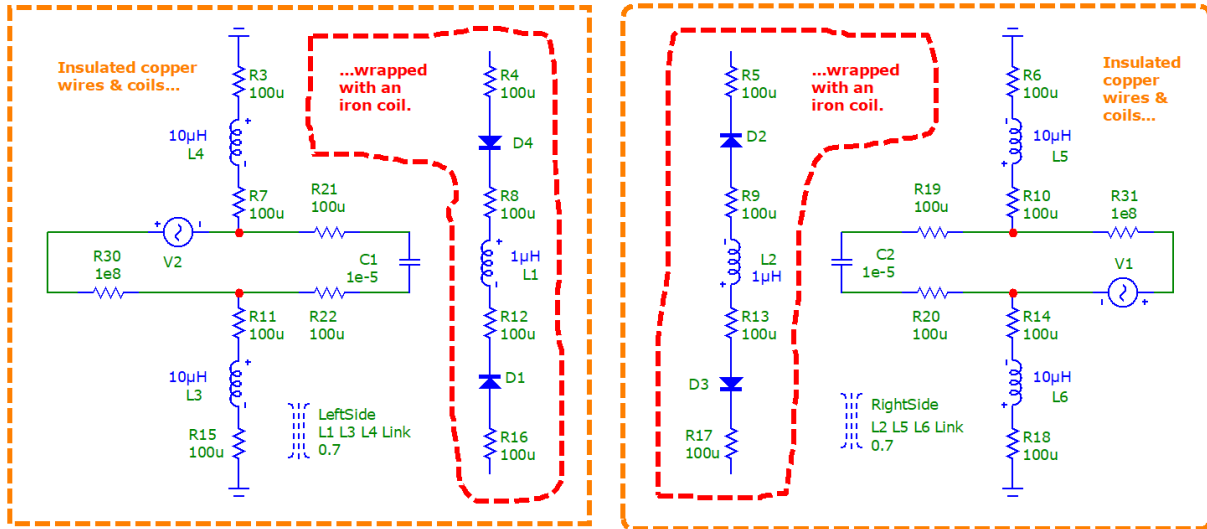 Insulated copper
wires & coils...
R3
100u
10µH
L4
R7
100u
R21
100u
V2
R30
1e8
C1
1e-5
R11
100u
R22
100u
10µH
L3
R15
100u
LeftSide
L1 L3 L4 Link
0.7
...wrapped
with an
iron coil.
R4
100u
D4
R8
100u
1µH
L1
R12
100u
D1
R16
100u
R5
100u
...wrapped
with an
iron coil.
D2
R9
100u
L2
1µH
R13
100u
D3
R17
100u
Insulated
copper
wires &
coils...
R6
100u
10µH
L5
R19
100u
R10
100u
R31
1e8
C2
1e-5
V1
R20
100u
R14
100u
10µH
L6
RightSide
L2 L5 L6 Link
0.7
R18
100u